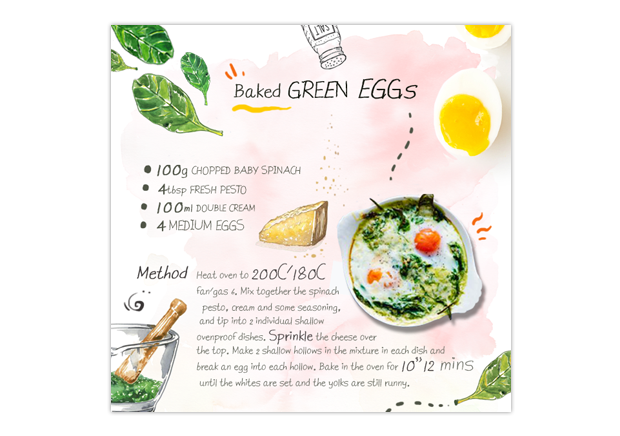 SALT
Baked GREEN EGGs
100g CHOPPED BABY SPINACH
4tbsp FRESH PESTO
100ml DOUBLE CREAM
4 MEDIUM EGGS
Method
Heat oven to 200C/180C
fan/gas 6. Mix together the spinach
pesto, cream and some seasoning,
and tip into 2 individual shallow
ovenproof dishes. Sprinkle the cheese over
the top. Make 2 shallow hollows in the mixture in each dish and
break an egg into each hollow. Bake in the oven for 10"12 mins
until the whites are set and the yolks are still runny.